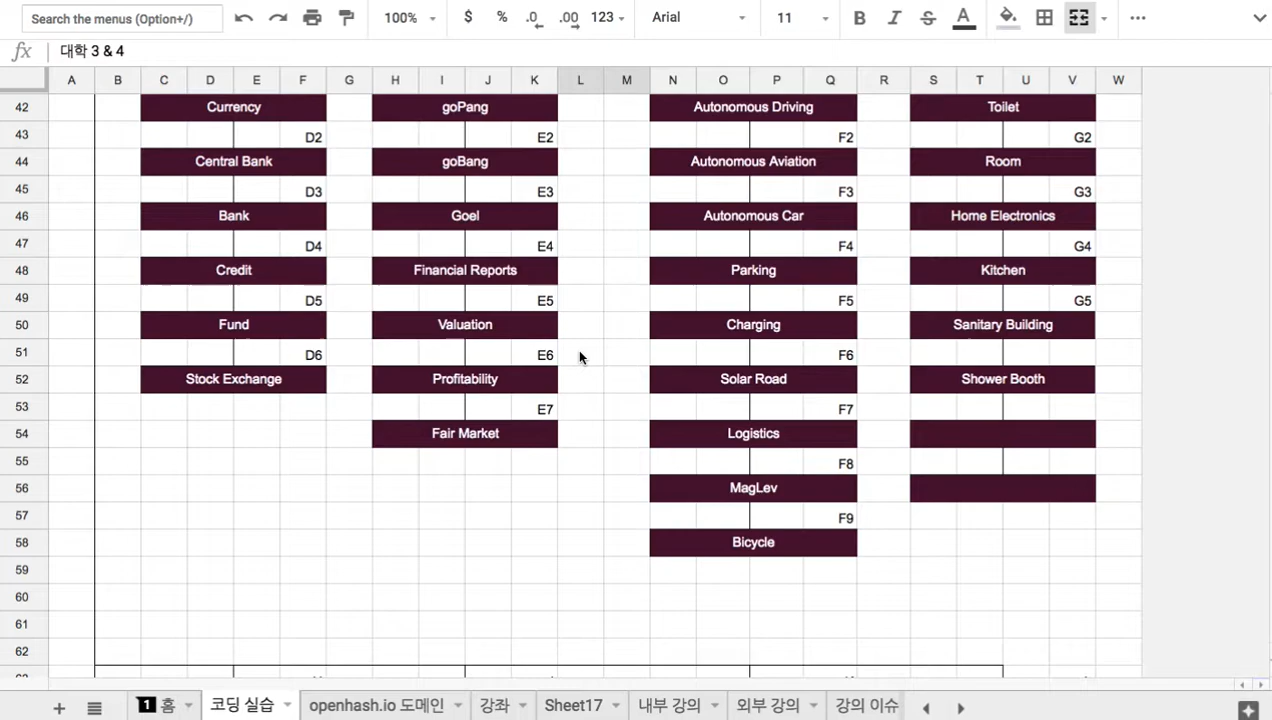 Search the menus (Option+/) 100% $ % .0 .00 123 Arial 11 B I S A
fx 대학 3 & 4
A B C D E F G H I J K L M N O P Q R S T U V W
42 Currency goPang Autonomous Driving Toilet
43 D2 E2 F2 G2
44 Central Bank goBang Autonomous Aviation Room
45 D3 E3 F3 G3
46 Bank Goel Autonomous Car Home Electronics
47 D4 E4 F4 G4
48 Credit Financial Reports Parking Kitchen
49 D5 E5 F5 G5
50 Fund Valuation Charging Sanitary Building
51 D6 E6 F6
52 Stock Exchange Profitability Solar Road Shower Booth
53 E7 F7
54 Fair Market Logistics
55 F8
56 MagLev
57 F9
58 Bicycle
59
60
61
62
1 홈 코딩 실습 openhash.io 도메인 강좌 Sheet17 내부 강의 외부 강의 강의 이슈